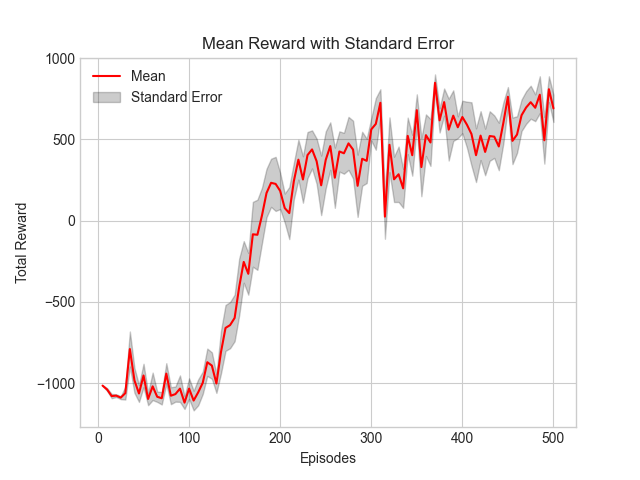 Mean Reward with Standard Error
Mean
Standard Error
Total Reward
1000
500
0
−500
−1000
0 100 200 300 400 500
Episodes